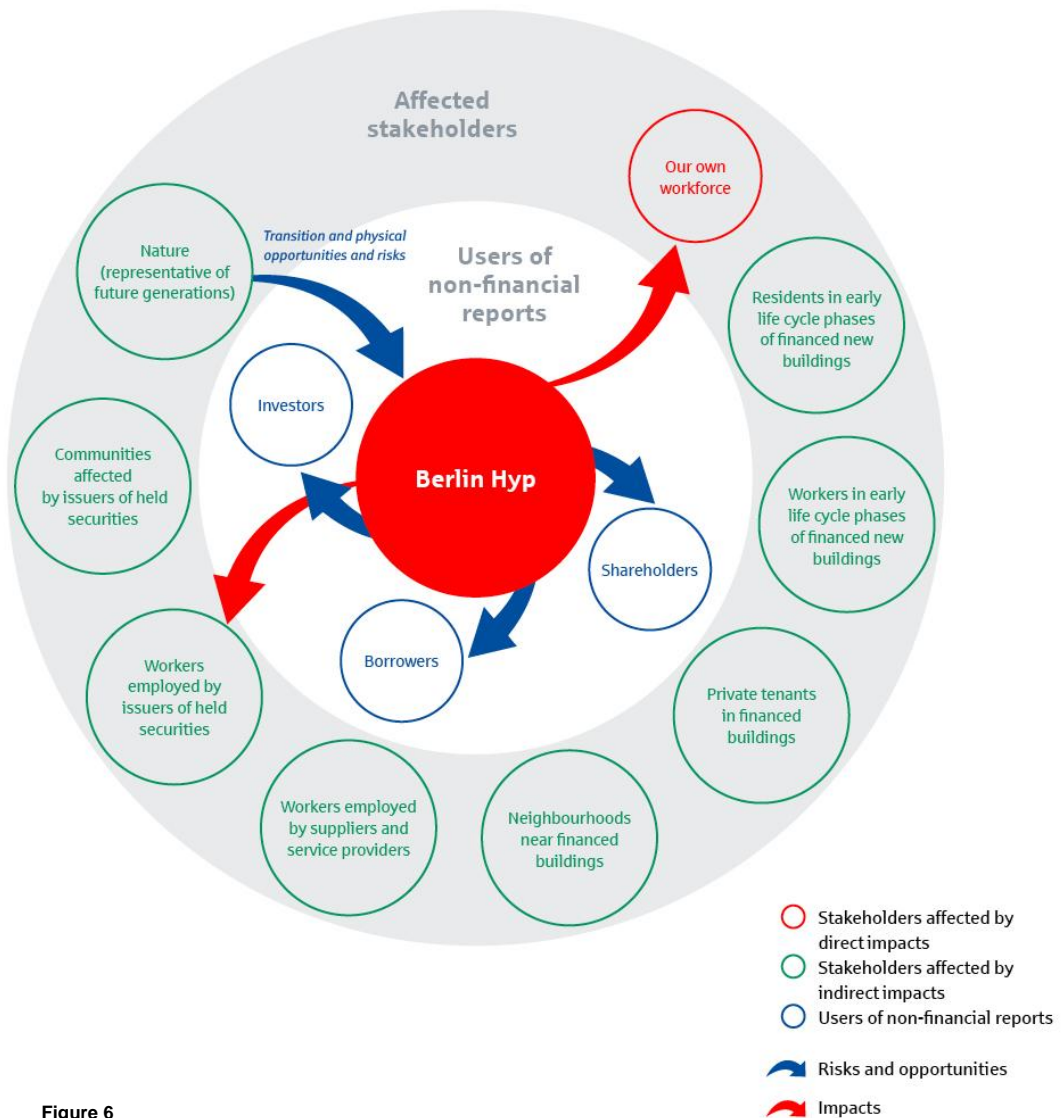 Affected
stakeholders
Our own
workforce
Nature
(representative of
future generations)
Transition and physical
opportunities and risks
Users of
non-financial
reports
Residents in early
life cycle phases
of financed new
buildings
Investors
Communities
affected
by issuers of held
securities
Berlin Hyp
Workers in early
life cycle phases
of financed new
buildings
Shareholders
Borrowers
Workers
employed by
issuers of held
securities
Private tenants
in financed
buildings
Workers employed
by suppliers and
service providers
Neighbourhoods
near financed
buildings
Stakeholders affected by
direct impacts
Stakeholders affected by
indirect impacts
Users of non-financial reports
Risks and opportunities
Impacts
Figure 6